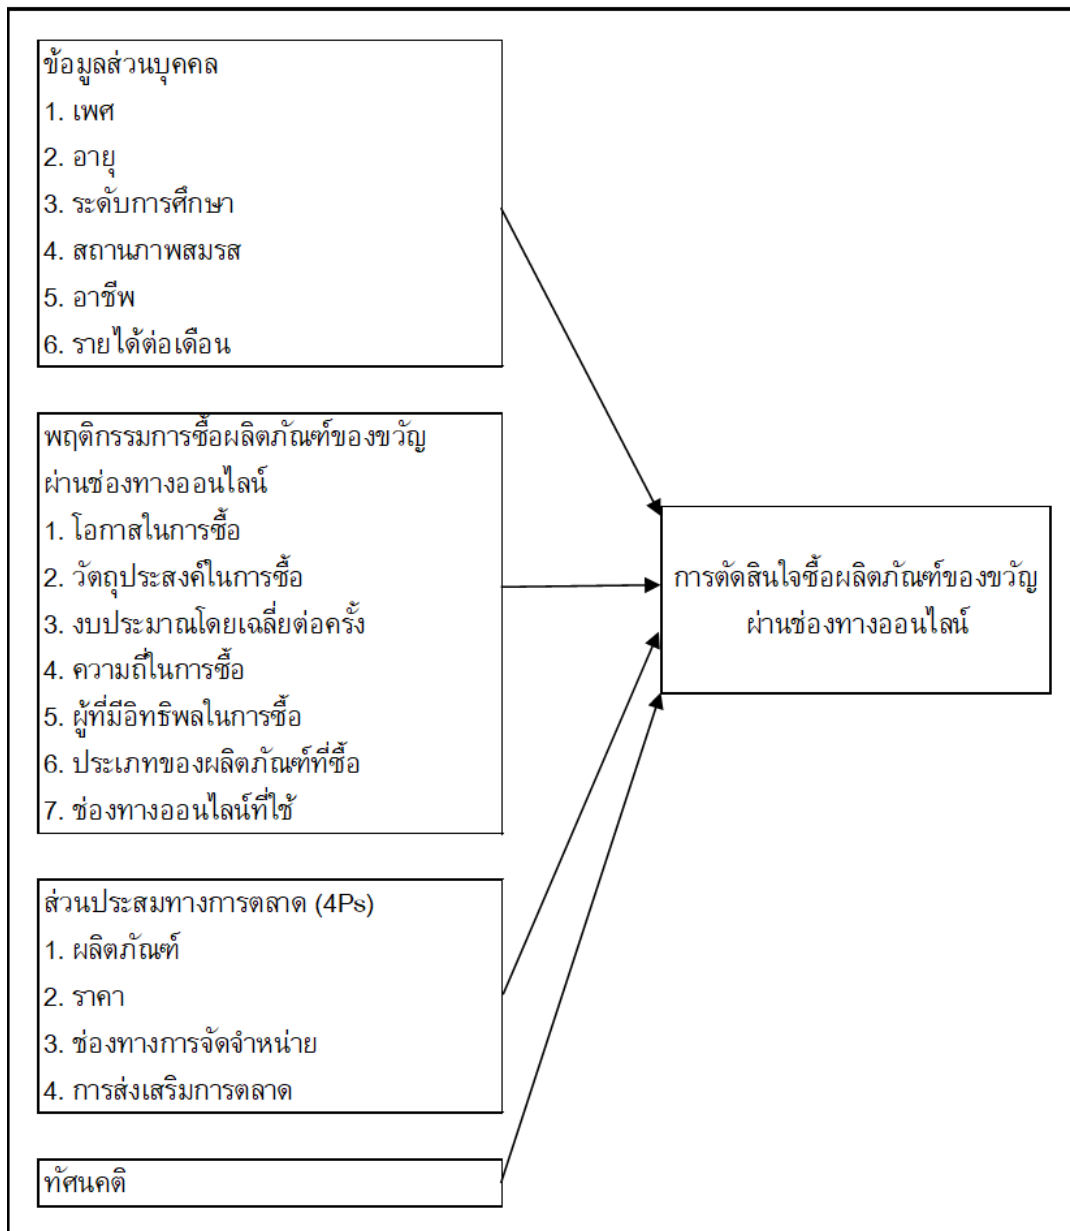 ข้อมูลส่วนบุคคล
1. เพศ
2. อายุ
3. ระดับการศึกษา
4. สถานภาพสมรส
5. อาชีพ
6. รายได้ต่อเดือน
พฤติกรรมการซื้อผลิตภัณฑ์ของขวัญ
ผ่านช่องทางออนไลน์
1. โอกาสในการซื้อ
2. วัตถุประสงค์ในการซื้อ
3. งบประมาณโดยเฉลี่ยต่อครั้ง
4. ความถี่ในการซื้อ
5. ผู้ที่มีอิทธิพลในการซื้อ
6. ประเภทของผลิตภัณฑ์ที่ซื้อ
7. ช่องทางออนไลน์ที่ใช้
การตัดสินใจซื้อผลิตภัณฑ์ของขวัญ
ผ่านช่องทางออนไลน์
ส่วนประสมทางการตลาด (4Ps)
1. ผลิตภัณฑ์
2. ราคา
3. ช่องทางการจัดจำหน่าย
4. การส่งเสริมการตลาด
ทัศนคติ